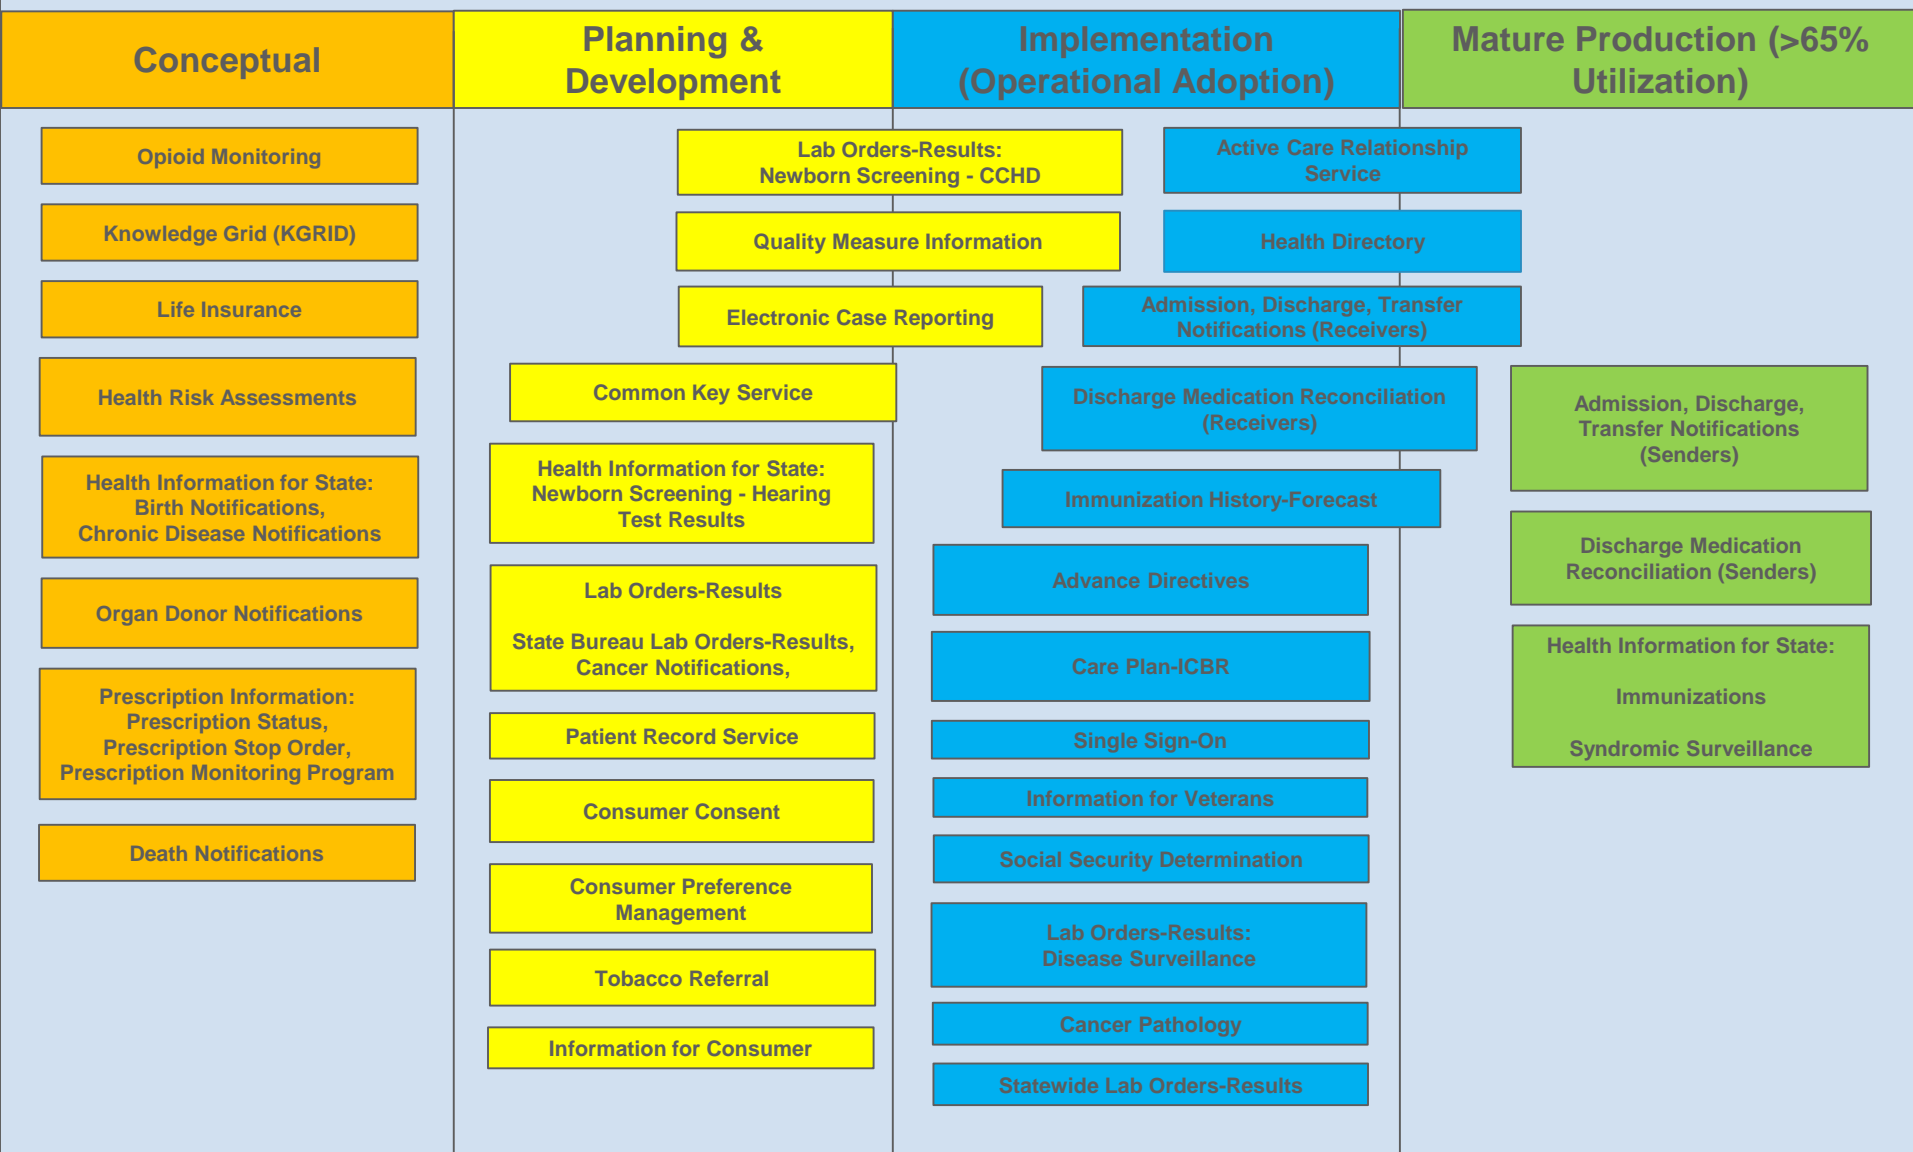 Conceptual
Planning &
Development
Implementation
(Operational Adoption)
Mature Production (>65%
Utilization)
Opioid Monitoring
Knowledge Grid (KGRID)
Life Insurance
Health Risk Assessments
Health Information for State:
Birth Notifications,
Chronic Disease Notifications
Organ Donor Notifications
Prescription Information:
Prescription Status,
Prescription Stop Order,
Prescription Monitoring Program
Death Notifications
Lab Orders-Results:
Newborn Screening - CCHD
Quality Measure Information
Electronic Case Reporting
Common Key Service
Health Information for State:
Newborn Screening - Hearing
Test Results
Lab Orders-Results
State Bureau Lab Orders-Results,
Cancer Notifications,
Patient Record Service
Consumer Consent
Consumer Preference
Management
Tobacco Referral
Information for Consumer
Active Care Relationship
Service
Health Directory
Admission, Discharge, Transfer
Notifications (Receivers)
Discharge Medication Reconciliation
(Receivers)
Immunization History-Forecast
Advance Directives
Care Plan-ICBR
Single Sign-On
Information for Veterans
Social Security Determination
Lab Orders-Results:
Disease Surveillance
Cancer Pathology
Statewide Lab Orders-Results
Admission, Discharge,
Transfer Notifications
(Senders)
Discharge Medication
Reconciliation (Senders)
Health Information for State:
Immunizations
Syndromic Surveillance